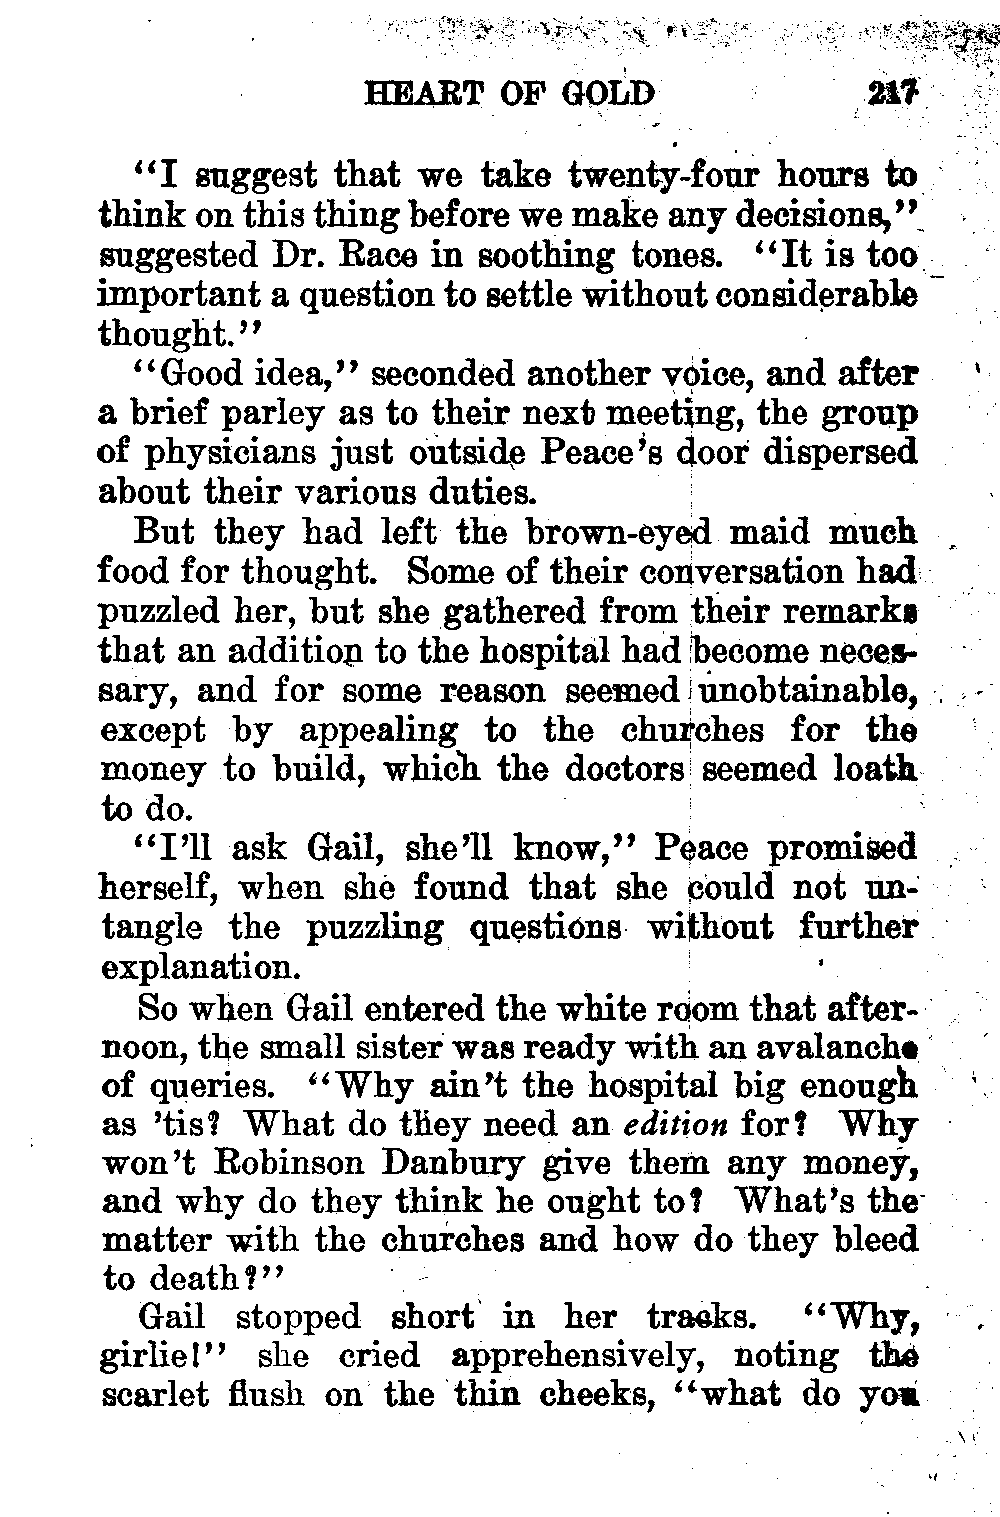 HEART OF GOLD 217
"I suggest that we take twenty-four hours to
think on this thing before we make any decisions,"
suggested Dr. Race in soothing tones. "It is too
important a question to settle without considerable
thought."
"Good idea," seconded another voice, and after
a brief parley as to their next meeting, the group
of physicians just outside Peace's door dispersed
about their various duties.
But they had left the brown-eyed maid much
food for thought. Some of their conversation had
puzzled her, but she gathered from their remarks
that an addition to the hospital had become neces-
sary, and for some reason seemed unobtainable,
except by appealing to the churches for the
money to build, which the doctors seemed loath
to do.
"I'll ask Gail, she'll know," Peace promised
herself, when she found that she could not un-
tangle the puzzling questions without further
explanation.
So when Gail entered the white room that after-
noon, the small sister was ready with an avalanche
of queries. "Why ain't the hospital big enough
as 'tis? What do they need an edition for? Why
won't Robinson Danbury give them any money,
and why do they think he ought to? What's the
matter with the churches and how do they bleed
to death?"
Gail stopped short in her tracks. "Why,
girlie!" she cried apprehensively, noting the
scarlet flush on the thin cheeks, "what do you